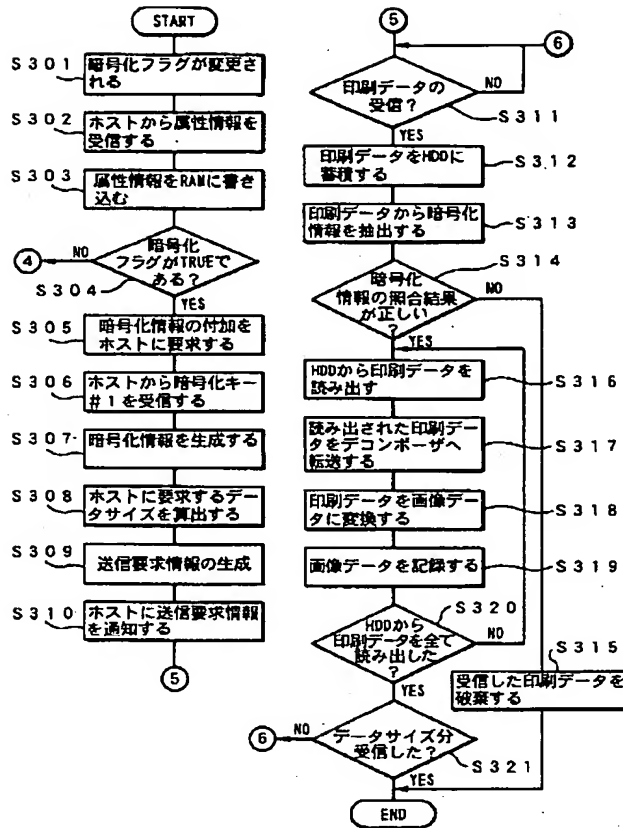 START
S301
暗号化フラグが変更さ
れる
S302
ホストから属性情報を
受信する
S303
属性情報をRAMに書き
込む
暗号化
フラグがTRUEで
ある?
NO
④
S304
YES
S305
暗号化情報の付加を
ホストに要求する
S306
ホストから暗号化キー
#1を受信する
S307
暗号化情報を生成する
S308
ホストに要求するデー
タサイズを算出する
S309
送信要求情報の生成
S310
ホストに送信要求情報
を通知する
⑤
⑤
⑥
印刷データの
受信?
NO
S311
YES
印刷データをHDDに
蓄積する
S312
印刷データから暗号化
情報を抽出する
S313
S314
暗号化
情報の照合結果
が正しい
?
NO
YES
HDDから印刷データを
読み出す
S316
読み出された印刷デー
タをデコンポーザへ
転送する
S317
印刷データを画像デー
タに変換する
S318
画像データを記録する
S319
S320
HDDから
印刷データを全て
読み出した
?
NO
YES
S315
受信した印刷データを
破棄する
データサイズ分
受信した?
NO
⑥
S321
YES
END